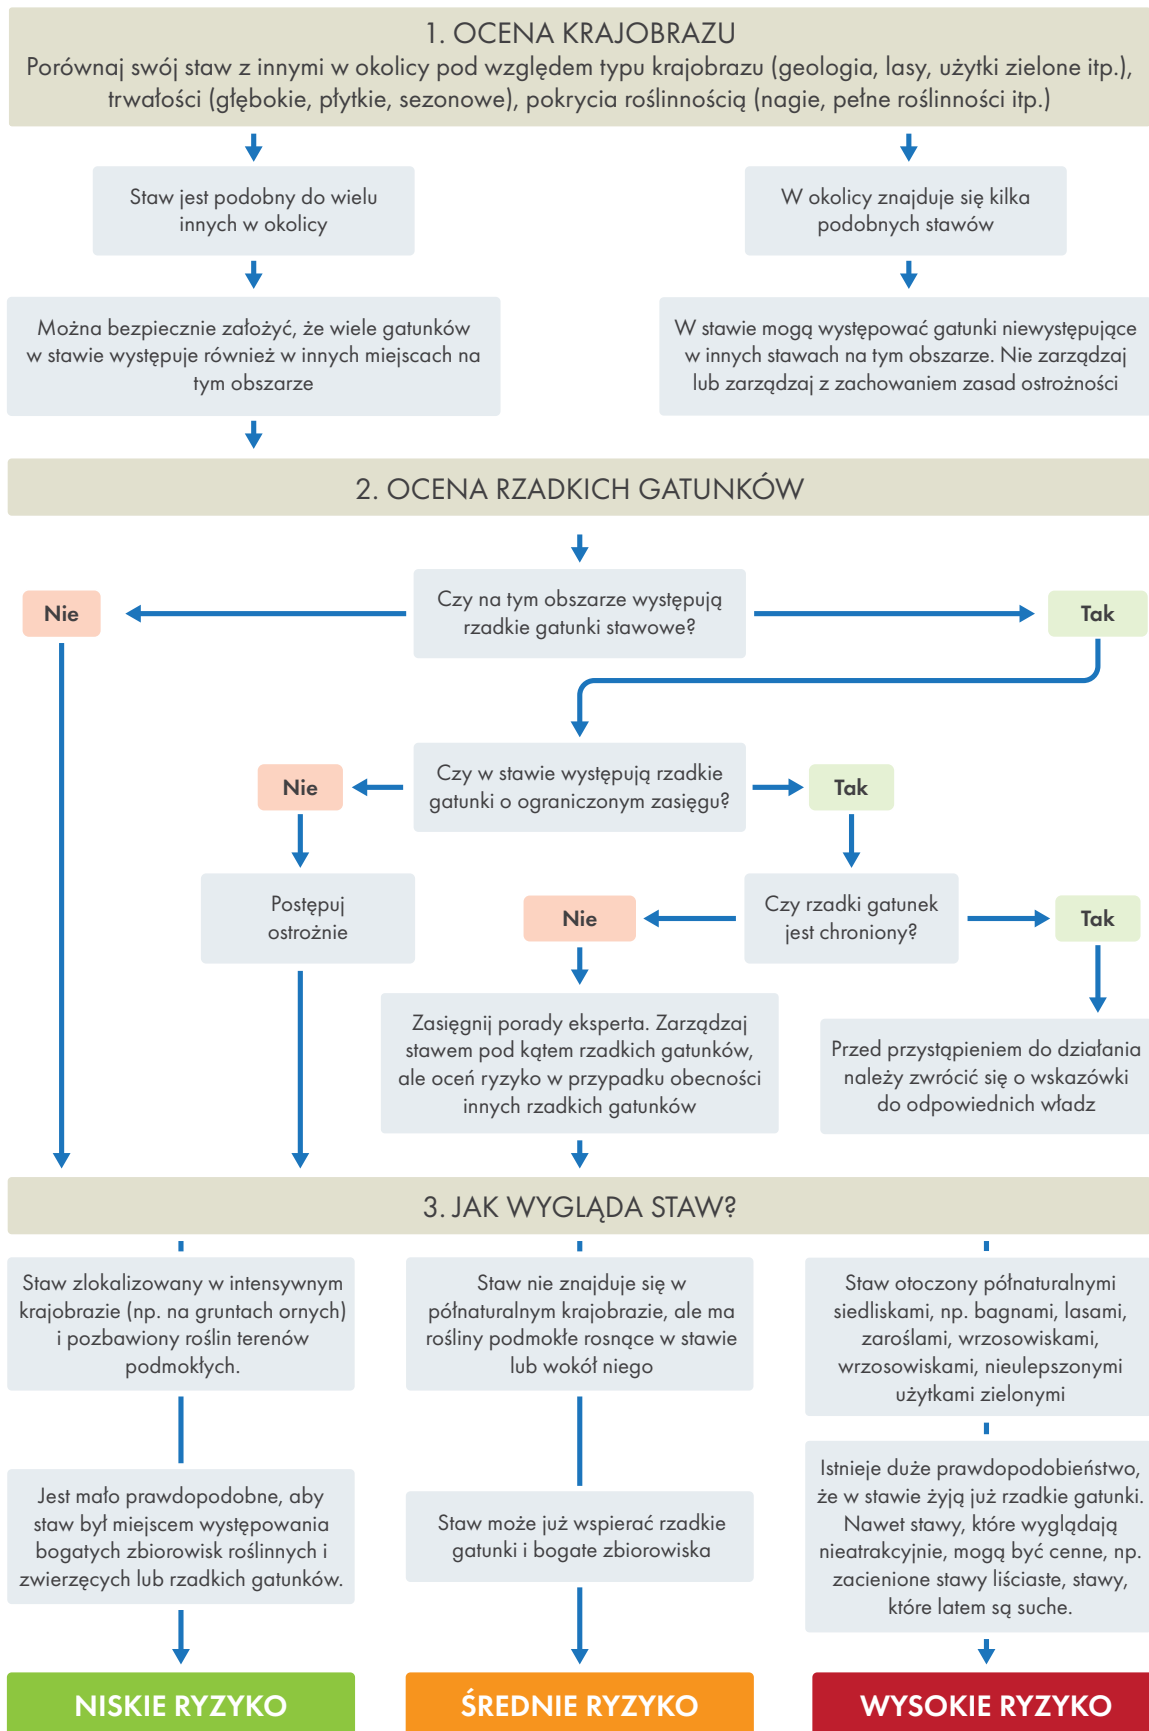 1. OCENA KRAJOBRAZU
Porównaj swój staw z innymi w okolicy pod względem typu krajobrazu (geologia, lasy, użytki zielone itp.),
trwałości (głębokie, płytkie, sezonowe), pokrycia roślinnością (nagie, pełne roślinności itp.)
Staw jest podobny do wielu
innych w okolicy
W okolicy znajduje się kilka
podobnych stawów
Można bezpiecznie założyć, że wiele gatunków
w stawie występuje również w innych miejscach na
tym obszarze
W stawie mogą występować gatunki niewystępujące
w innych stawach na tym obszarze. Nie zarządzaj
lub zarządzaj z zachowaniem zasad ostrożności
2. OCENA RZADKICH GATUNKÓW
Nie
Czy na tym obszarze występują
rzadkie gatunki stawowe?
Tak
Nie
Czy w stawie występują rzadkie
gatunki o ograniczonym zasięgu?
Tak
Postępuj
ostrożnie
Nie
Czy rzadki gatunek
jest chroniony?
Tak
Zasięgnij porady eksperta. Zarządzaj
stawem pod kątem rzadkich gatunków,
ale oceń ryzyko w przypadku obecności
innych rzadkich gatunków
Przed przystąpieniem do działania
należy zwrócić się o wskazówki
do odpowiednich władz
3. JAK WYGLĄDA STAW?
Staw zlokalizowany w intensywnym
krajobrazie (np. na gruntach ornych)
i pozbawiony roślin terenów
podmokłych.
Staw nie znajduje się w
półnaturalnym krajobrazie, ale ma
rośliny podmokłe rosnące w stawie
lub wokół niego
Staw otoczony półnaturalnymi
siedliskami, np. bagnami, lasami,
zaroślami, wrzosowiskami,
wrzosowiskami, nieulepszonymi
użytkami zielonymi
Jest mało prawdopodobne, aby
staw był miejscem występowania
bogatych zbiorowisk roślinnych i
zwierzęcych lub rzadkich gatunków.
Staw może już wspierać rzadkie
gatunki i bogate zbiorowiska
Istnieje duże prawdopodobieństwo,
że w stawie żyją już rzadkie gatunki.
Nawet stawy, które wyglądają
nieatrakcyjnie, mogą być cenne, np.
zacienione stawy liściaste, stawy,
które latem są suche.
NISKIE RYZYKO
ŚREDNIE RYZYKO
WYSOKIE RYZYKO